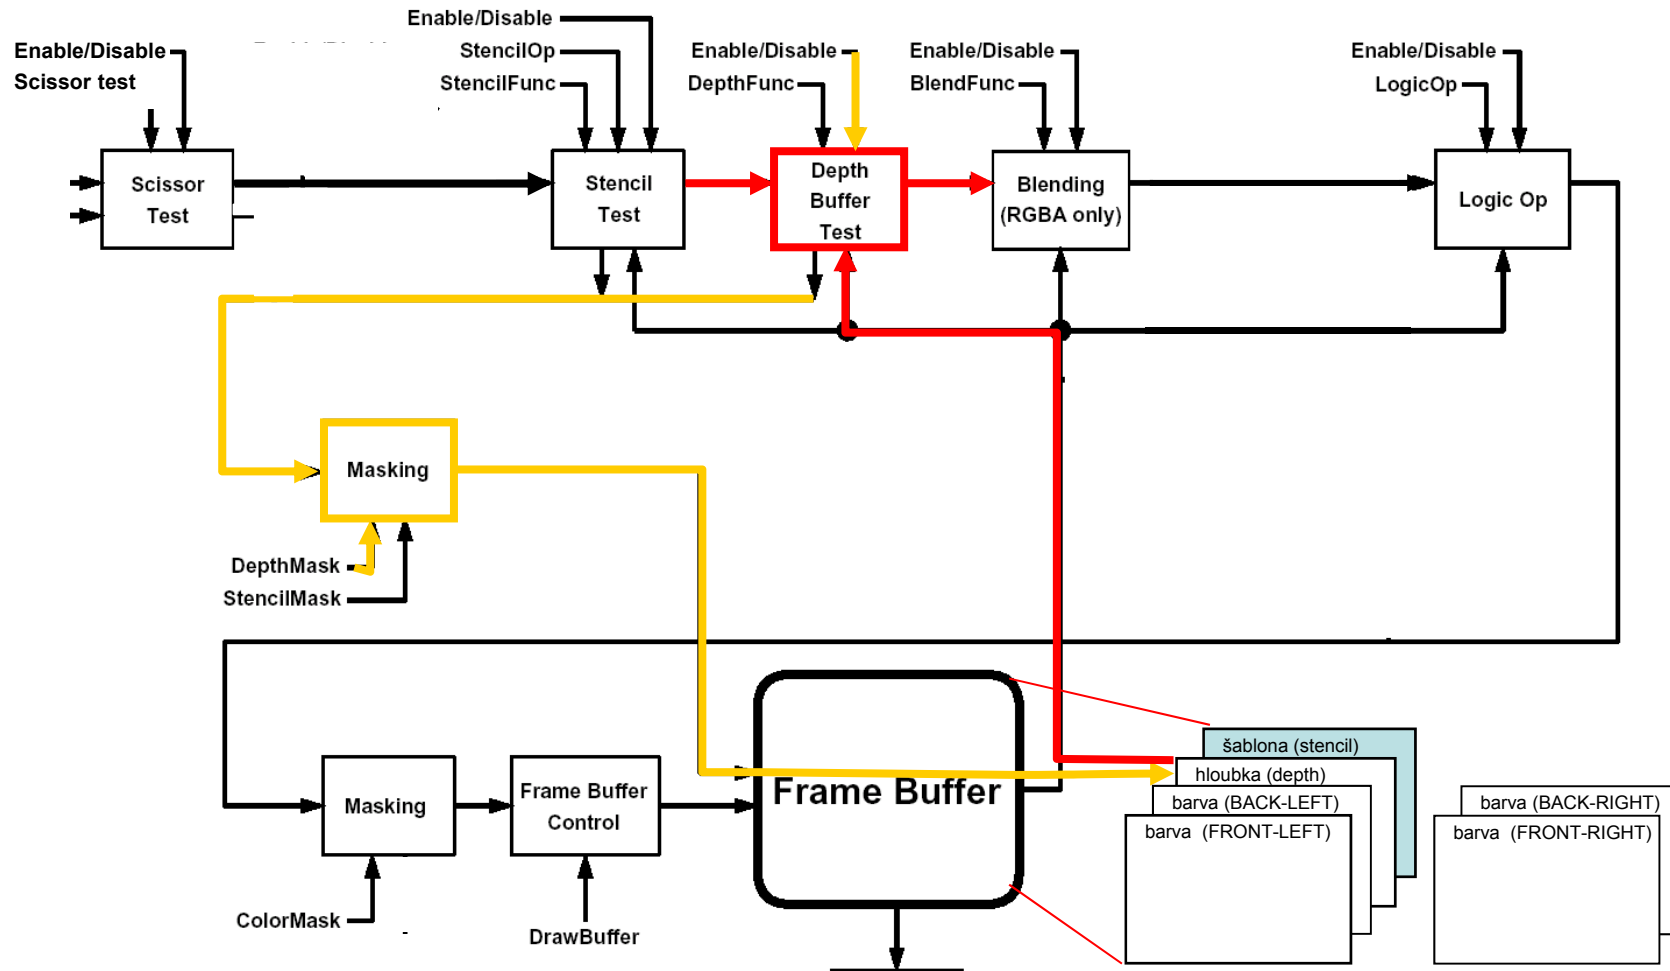 Enable/Disable
Scissor test
Enable/Disable
StencilOp
StencilFunc
Enable/Disable
DepthFunc
Enable/Disable
BlendFunc
Enable/Disable
LogicOp
Scissor
Test
Stencil
Test
Depth
Buffer
Test
Blending
(RGBA only)
Logic Op
Masking
DepthMask
StencilMask
Masking
ColorMask
Frame Buffer
Control
DrawBuffer
Frame Buffer
šablona (stencil)
hloubka (depth)
barva (BACK-LEFT)
barva (FRONT-LEFT)
barva (BACK-RIGHT)
barva (FRONT-RIGHT)